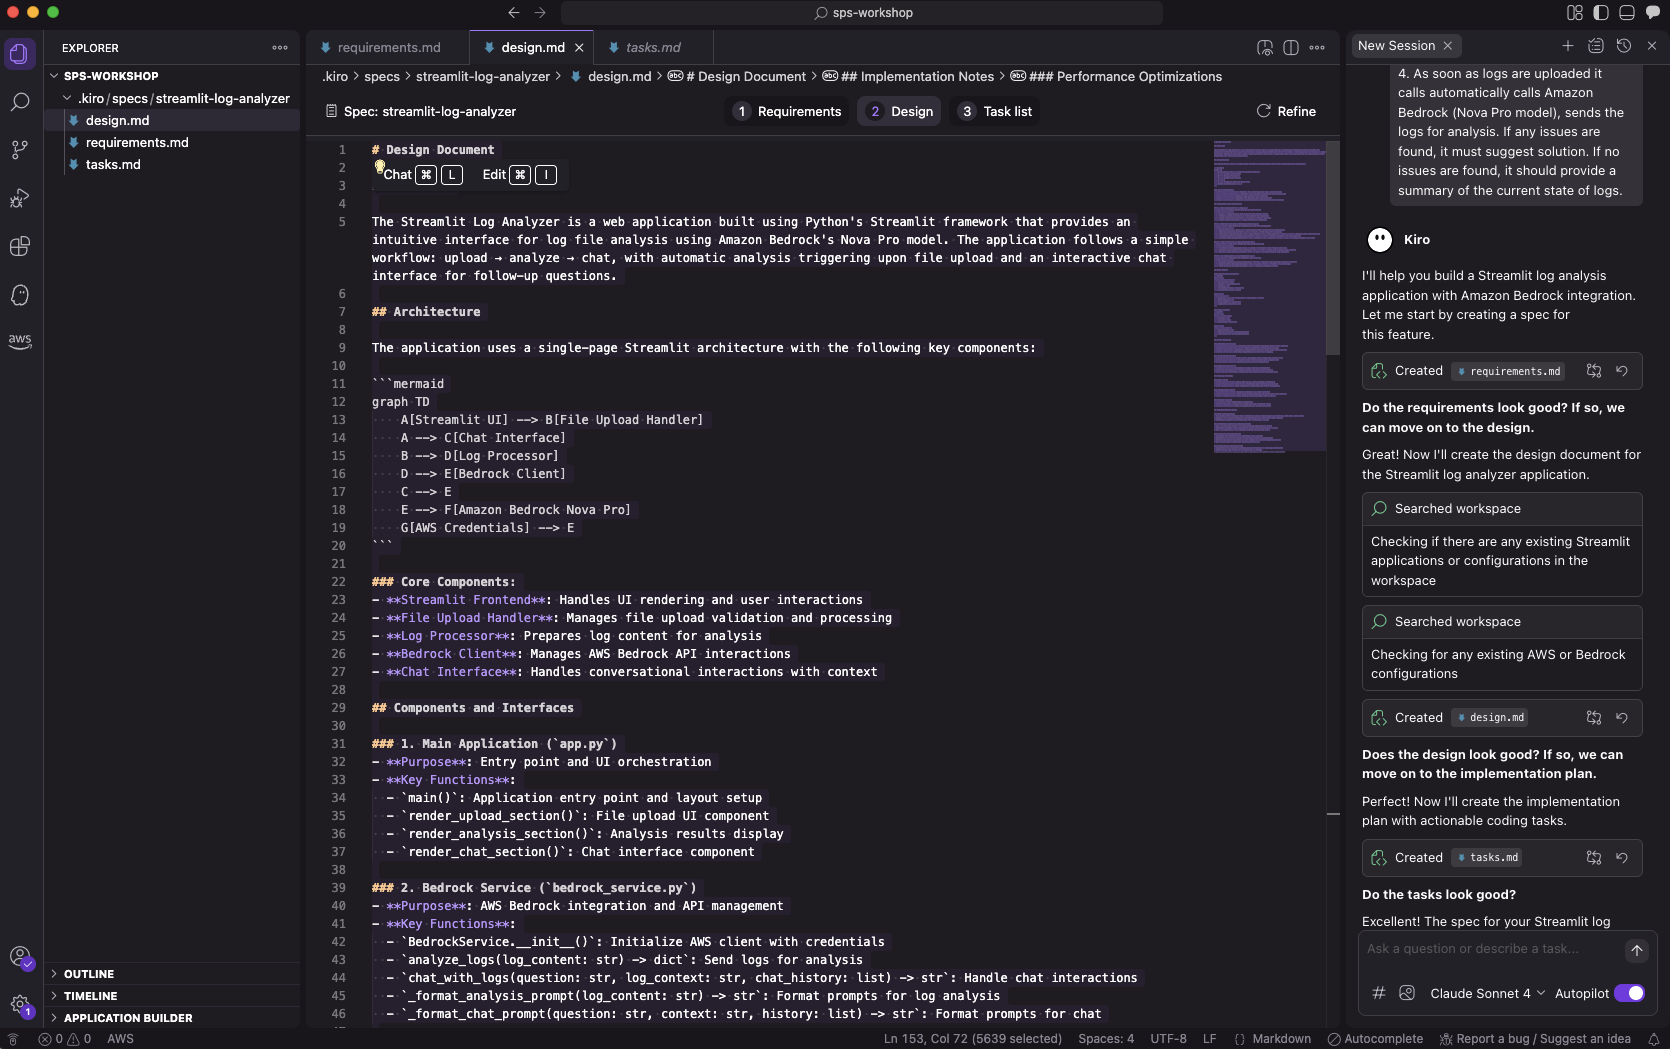 sps-workshop
EXPLORER
SPS-WORKSHOP
.kiro/specs/streamlit-log-analyzer
design.md
requirements.md
tasks.md
OUTLINE
TIMELINE
APPLICATION BUILDER
aws
1
requirements.md
design.md
tasks.md
.kiro > specs > streamlit-log-analyzer > design.md > abc # Design Document > abc ## Implementation Notes > abc ### Performance Optimizations
Spec: streamlit-log-analyzer
1 Requirements
2 Design
3 Task list
Refine
1 # Design Document
2
Chat ⌘ L Edit ⌘ I
3
4
5 The Streamlit Log Analyzer is a web application built using Python's Streamlit framework that provides an
intuitive interface for log file analysis using Amazon Bedrock's Nova Pro model. The application follows a simple
workflow: upload → analyze → chat, with automatic analysis triggering upon file upload and an interactive chat
interface for follow-up questions.
6
7 ## Architecture
8
9 The application uses a single-page Streamlit architecture with the following key components:
10
11 ```mermaid
12 graph TD
13 A[Streamlit UI] --> B[File Upload Handler]
14 A --> C[Chat Interface]
15 B --> D[Log Processor]
16 D --> E[Bedrock Client]
17 C --> E
18 E --> F[Amazon Bedrock Nova Pro]
19 G[AWS Credentials] --> E
20 ```
21
22 ### Core Components:
23 - **Streamlit Frontend**: Handles UI rendering and user interactions
24 - **File Upload Handler**: Manages file upload validation and processing
25 - **Log Processor**: Prepares log content for analysis
26 - **Bedrock Client**: Manages AWS Bedrock API interactions
27 - **Chat Interface**: Handles conversational interactions with context
28
29 ## Components and Interfaces
30
31 ### 1. Main Application (`app.py`)
32 - **Purpose**: Entry point and UI orchestration
33 - **Key Functions**:
34 - `main()`: Application entry point and layout setup
35 - `render_upload_section()`: File upload UI component
36 - `render_analysis_section()`: Analysis results display
37 - `render_chat_section()`: Chat interface component
38
39 ### 2. Bedrock Service (`bedrock_service.py`)
40 - **Purpose**: AWS Bedrock integration and API management
41 - **Key Functions**:
42 - `BedrockService.__init__()`: Initialize AWS client with credentials
43 - `analyze_logs(log_content: str) -> dict`: Send logs for analysis
44 - `chat_with_logs(question: str, log_context: str, chat_history: list) -> str`: Handle chat interactions
45 - `_format_analysis_prompt(log_content: str) -> str`: Format prompts for log analysis
46 - `_format_chat_prompt(question: str, context: str, history: list) -> str`: Format prompts for chat
New Session
4. As soon as logs are uploaded it
calls automatically calls Amazon
Bedrock (Nova Pro model), sends the
logs for analysis. If any issues are
found, it must suggest solution. If no
issues are found, it should provide a
summary of the current state of logs.
Kiro
I'll help you build a Streamlit log analysis
application with Amazon Bedrock integration.
Let me start by creating a spec for
this feature.
Created requirements.md
Do the requirements look good? If so, we
can move on to the design.
Great! Now I'll create the design document for
the Streamlit log analyzer application.
Searched workspace
Checking if there are any existing Streamlit
applications or configurations in the
workspace
Searched workspace
Checking for any existing AWS or Bedrock
configurations
Created design.md
Does the design look good? If so, we can
move on to the implementation plan.
Perfect! Now I'll create the implementation
plan with actionable coding tasks.
Created tasks.md
Do the tasks look good?
Excellent! The spec for your Streamlit log
Ask a question or describe a task...
# Claude Sonnet 4 Autopilot
0 0 AWS
Ln 153, Col 72 (5639 selected) Spaces: 4 UTF-8 LF {} Markdown Autocomplete Report a bug / Suggest an idea